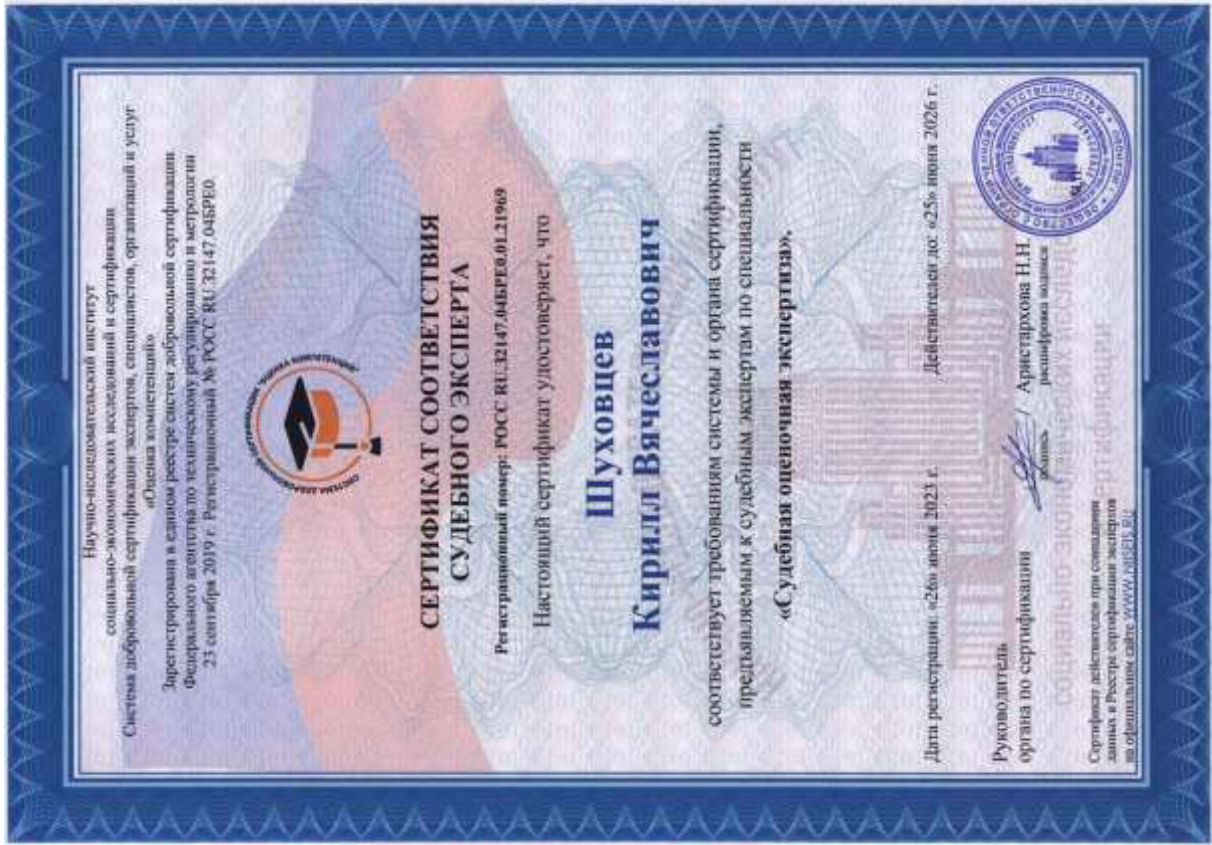 Научно-исследовательский институт
социально-экономических исследований и сертификации
Система добровольной сертификации экспертов, специалистов, организаций и услуг
«Оценка компетенций»
Зарегистрирована в едином реестре систем добровольной сертификации
Федерального агентства по техническому регулированию и метрологии
23 сентября 2019 г. Регистрационный № РОСС RU.32147.04БРЕ0
СЕРТИФИКАТ СООТВЕТСТВИЯ
СУДЕБНОГО ЭКСПЕРТА
Регистрационный номер: РОСС RU.32147.04БРЕ0.01.21969
Настоящий сертификат удостоверяет, что
Шуховцев
Кирилл Вячеславович
соответствует требованиям системы и органа сертификации,
предъявляемым к судебным экспертам по специальности
«Судебная оценочная экспертиза».
Дата регистрации: «26» июня 2023 г. Действителен до: «25» июня 2026 г.
Руководитель
органа по сертификации / Аристархова Н.Н.
подпись расшифровка подписи
Сертификат действителен при совпадении
данных в Реестре сертификации экспертов
на официальном сайте WWW.NISEIS.RU